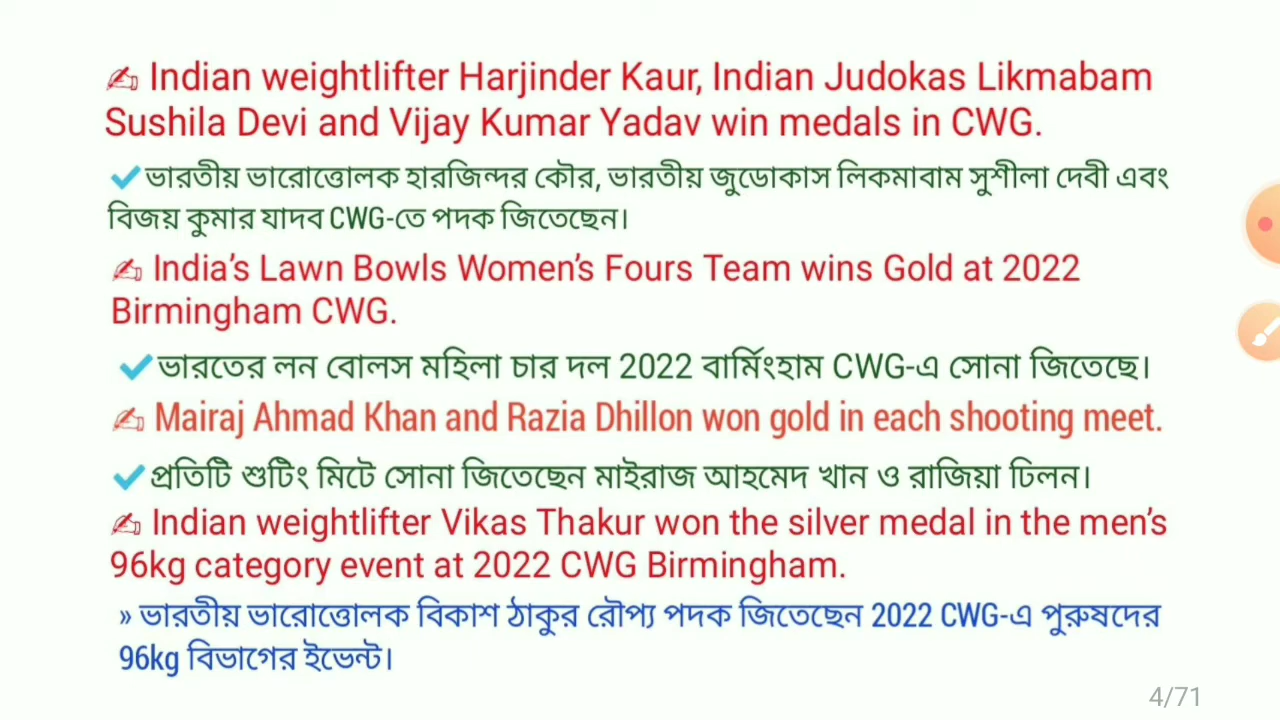 ✍ Indian weightlifter Harjinder Kaur, Indian Judokas Likmabam
Sushila Devi and Vijay Kumar Yadav win medals in CWG.
✔ভারতীয় ভারোত্তোলক হারজিন্দর কৌর, ভারতীয় জুডোকাস লিকমাবাম সুশীলা দেবী এবং
বিজয় কুমার যাদব CWG-তে পদক জিতেছেন।
✍ India’s Lawn Bowls Women’s Fours Team wins Gold at 2022
Birmingham CWG.
✔ভারতের লন বোলস মহিলা চার দল 2022 বার্মিংহাম CWG-এ সোনা জিতেছে।
✍ Mairaj Ahmad Khan and Razia Dhillon won gold in each shooting meet.
✔প্রতিটি শুটিং মিটে সোনা জিতেছেন মাইরাজ আহমেদ খান ও রাজিয়া ঢিলন।
✍ Indian weightlifter Vikas Thakur won the silver medal in the men’s
96kg category event at 2022 CWG Birmingham.
» ভারতীয় ভারোত্তোলক বিকাশ ঠাকুর রৌপ্য পদক জিতেছেন 2022 CWG-এ পুরুষদের
96kg বিভাগের ইভেন্ট।
4/71